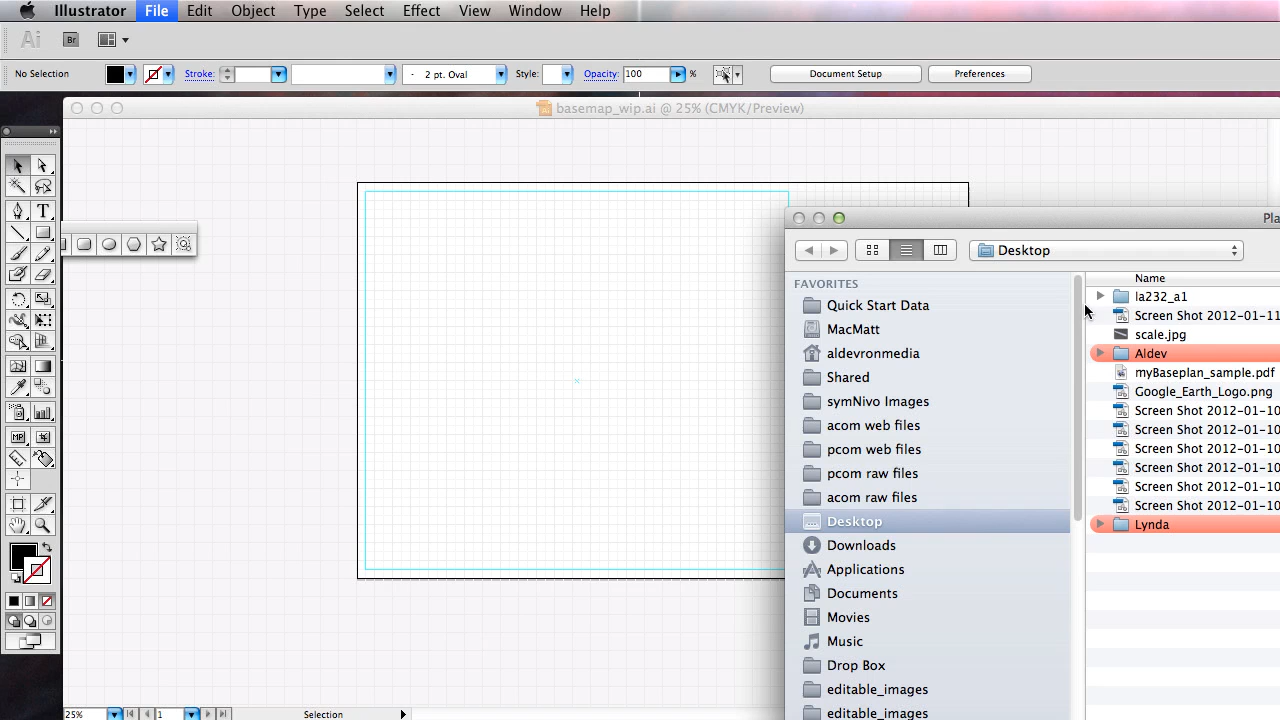 Illustrator File Edit Object Type Select Effect View Window Help
Ai Br
No Selection Stroke: 2 pt. Oval Style: Opacity: 100 % Document Setup Preferences
basemap_wip.ai @ 25% (CMYK/Preview)
Pla
Desktop
FAVORITES
Quick Start Data
MacMatt
aldevronmedia
Shared
symNivo Images
acom web files
pcom web files
pcom raw files
acom raw files
Desktop
Downloads
Applications
Documents
Movies
Music
Drop Box
editable_images
editable_images
Name
la232_a1
Screen Shot 2012-01-11
scale.jpg
Aldev
myBaseplan_sample.pdf
Google_Earth_Logo.png
Screen Shot 2012-01-10
Screen Shot 2012-01-10
Screen Shot 2012-01-10
Screen Shot 2012-01-10
Screen Shot 2012-01-10
Screen Shot 2012-01-10
Lynda
T
MP
25% 1 Selection